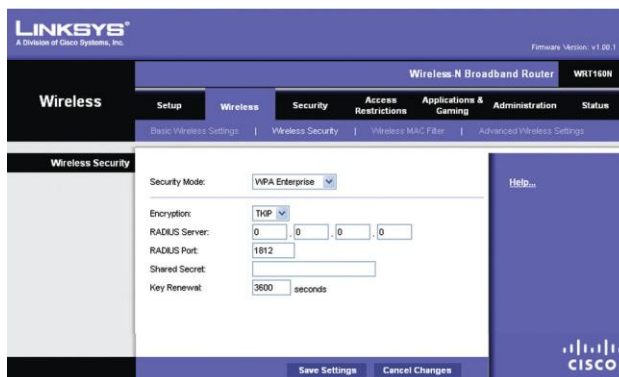 LINKSYS®
A Division of Cisco Systems, Inc.
Firmware Version: v1.00.1
Wireless-N Broadband Router WRT160N
Wireless
Setup Wireless Security Access Restrictions Applications & Gaming Administration Status
Basic Wireless Settings | Wireless Security | Wireless MAC Filter | Advanced Wireless Settings
Wireless Security
Security Mode: WPA Enterprise
Help...
Encryption: TKIP
RADIUS Server: 0 . 0 . 0 . 0
RADIUS Port: 1812
Shared Secret:
Key Renewal: 3600 seconds
Save Settings Cancel Changes
CISCO